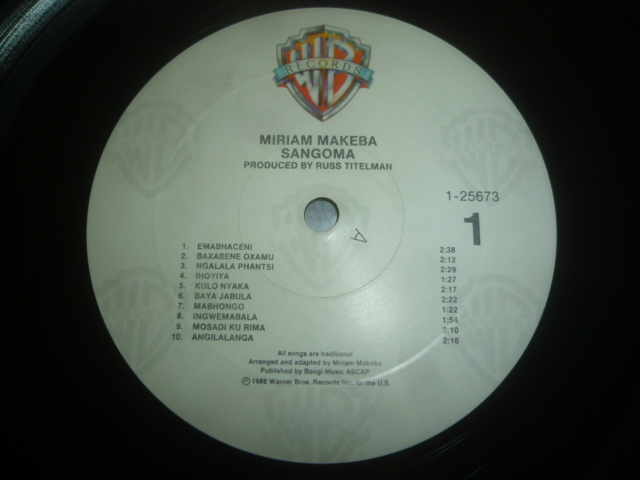 RECORDS
MIRIAM MAKEBA
SANGOMA
PRODUCED BY RUSS TITELMAN
1-25673
1
1. EMABHACENI 2:38
2. BAXABENE OXAMU 2:12
3. NGALALA PHANTSI 2:29
4. IHOYIYA 1:27
5. KULO NYAKA 2:17
6. BAYA JABULA 2:22
7. MABHONGO 1:22
8. INGWEMABALA 1:54
9. MOSADI KU RIMA 3:10
10. ANGILALANGA 2:16
All songs are traditional
Arranged and adapted by Miriam Makeba
Published by Bongi Music ASCAP
℗ 1988 Warner Bros. Records Inc. for the U.S.
A